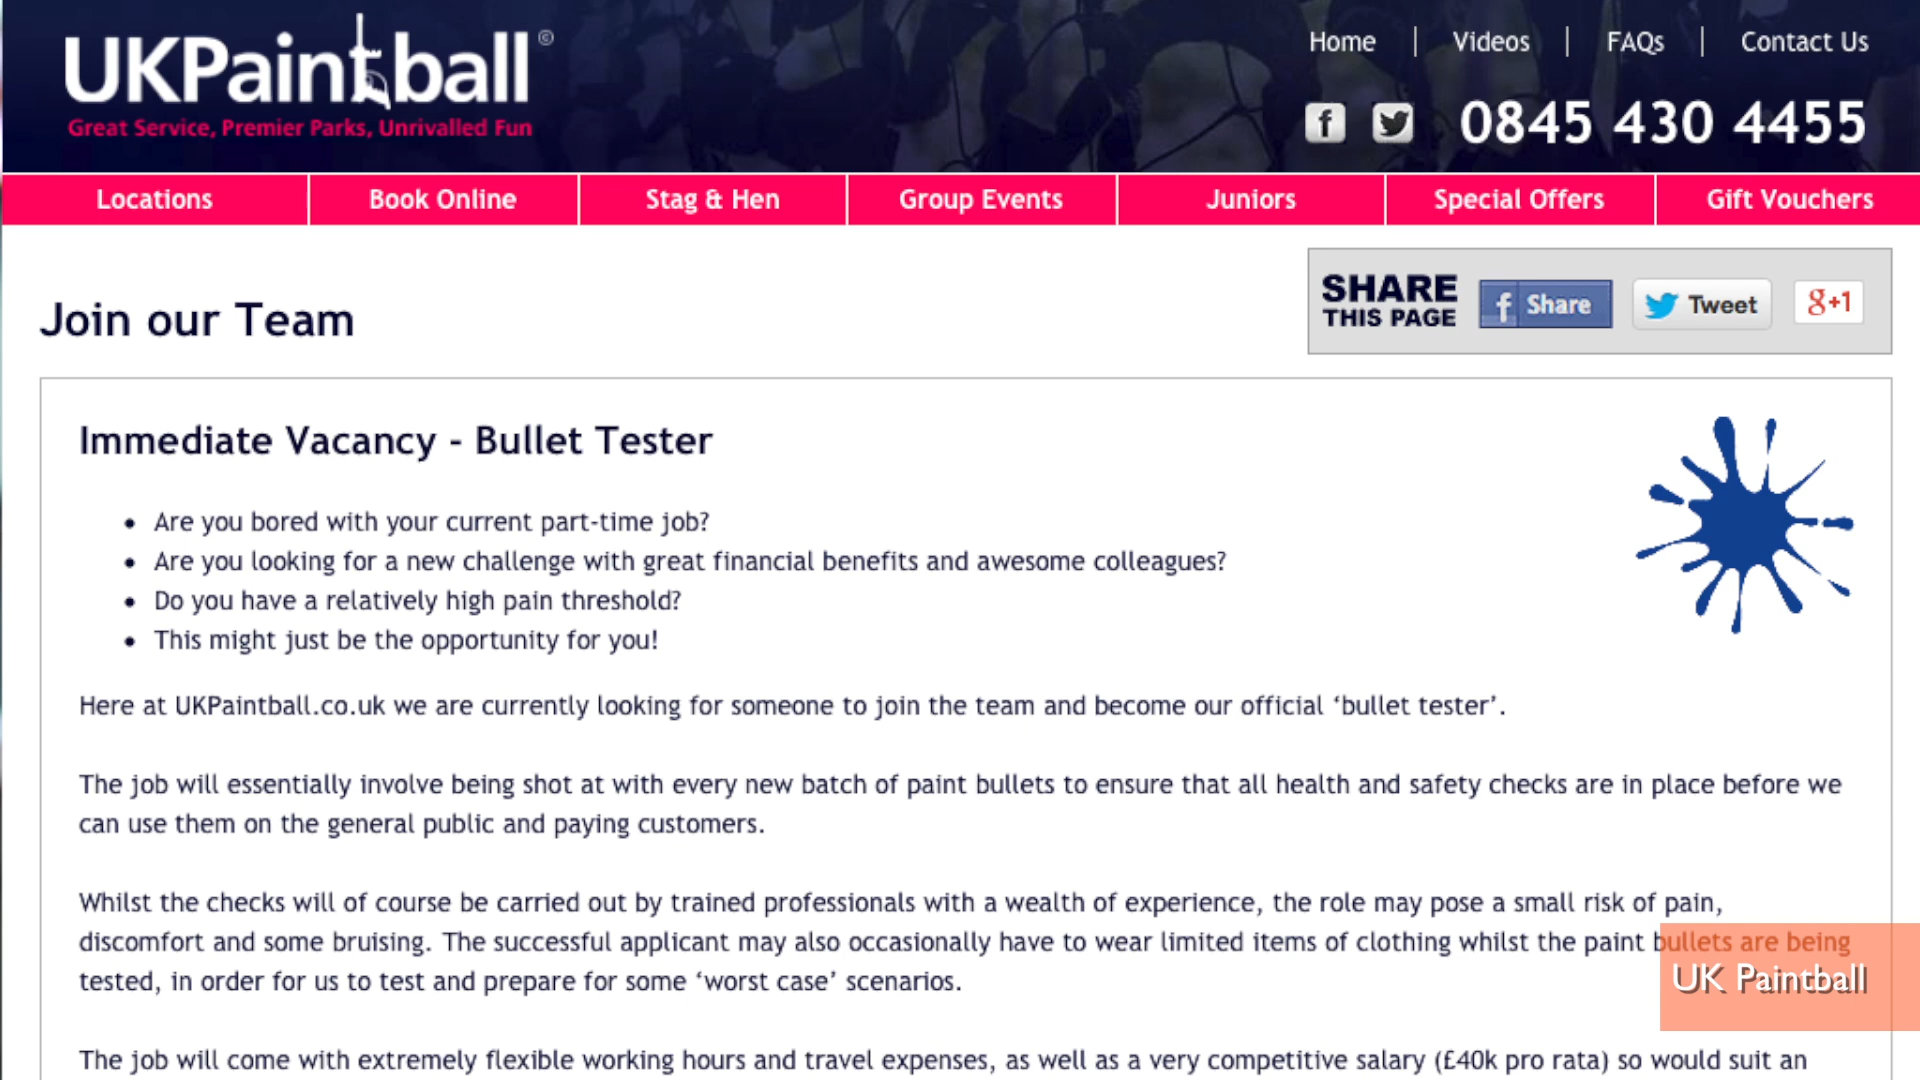 UKPaintball ©
Great Service, Premier Parks, Unrivalled Fun
Home | Videos | FAQs | Contact Us
f 0845 430 4455
Locations Book Online Stag & Hen Group Events Juniors Special Offers Gift Vouchers
Join our Team
SHARE
THIS PAGE
f Share
Tweet
g+1
Immediate Vacancy - Bullet Tester
• Are you bored with your current part-time job?
• Are you looking for a new challenge with great financial benefits and awesome colleagues?
• Do you have a relatively high pain threshold?
• This might just be the opportunity for you!
Here at UKPaintball.co.uk we are currently looking for someone to join the team and become our official ‘bullet tester’.
The job will essentially involve being shot at with every new batch of paint bullets to ensure that all health and safety checks are in place before we
can use them on the general public and paying customers.
Whilst the checks will of course be carried out by trained professionals with a wealth of experience, the role may pose a small risk of pain,
discomfort and some bruising. The successful applicant may also occasionally have to wear limited items of clothing whilst the paint bullets are being
tested, in order for us to test and prepare for some ‘worst case’ scenarios.
UK Paintball
The job will come with extremely flexible working hours and travel expenses, as well as a very competitive salary (£40k pro rata) so would suit an